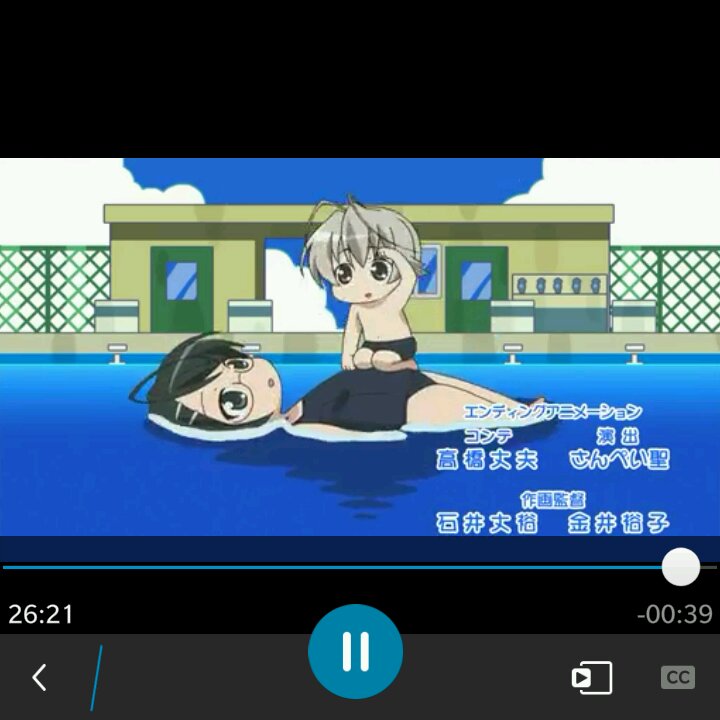 エンディングアニメーション
コンテ 演出
高橋丈夫 さんぺい聖
作画監督
石井丈裕 金井裕子
26:21
-00:39
CC